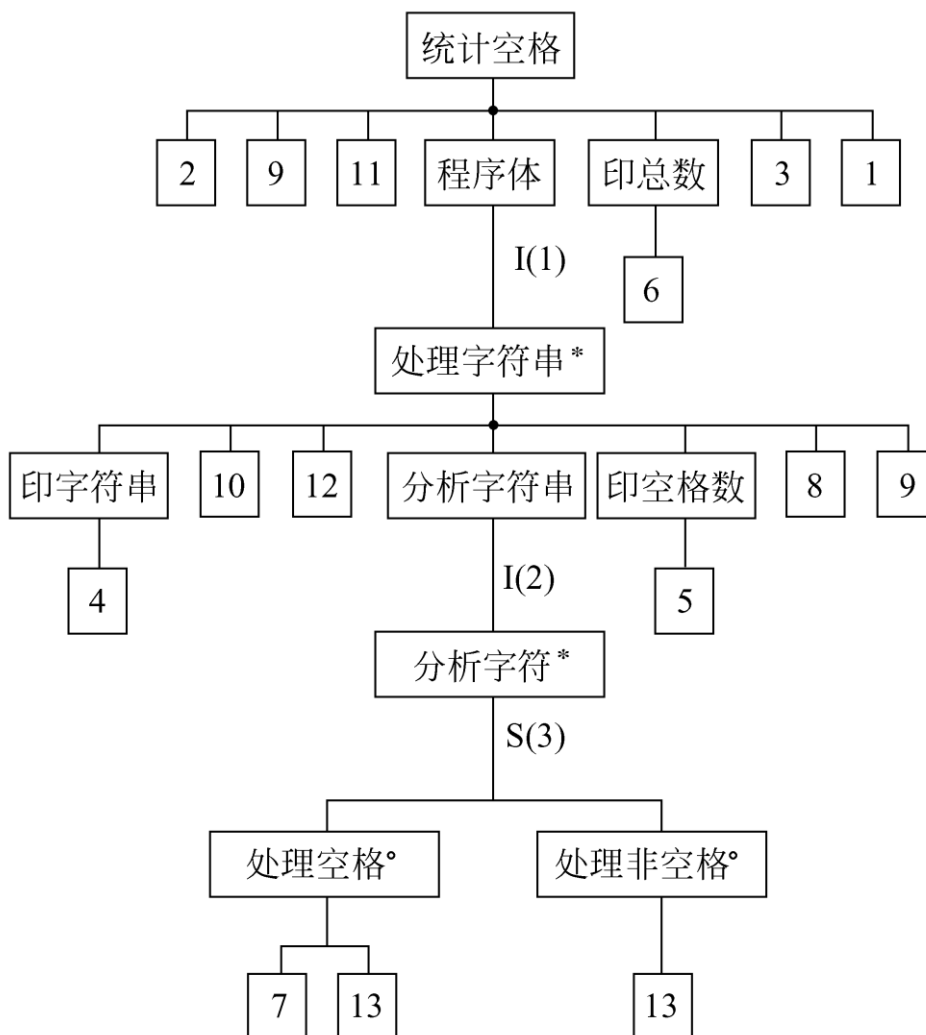 统计空格
2 9 11 程序体 印总数 3 1
I(1)
6
处理字符串*
印字符串 10 12 分析字符串 印空格数 8 9
4
I(2)
5
分析字符*
S(3)
处理空格° 处理非空格°
7 13 13